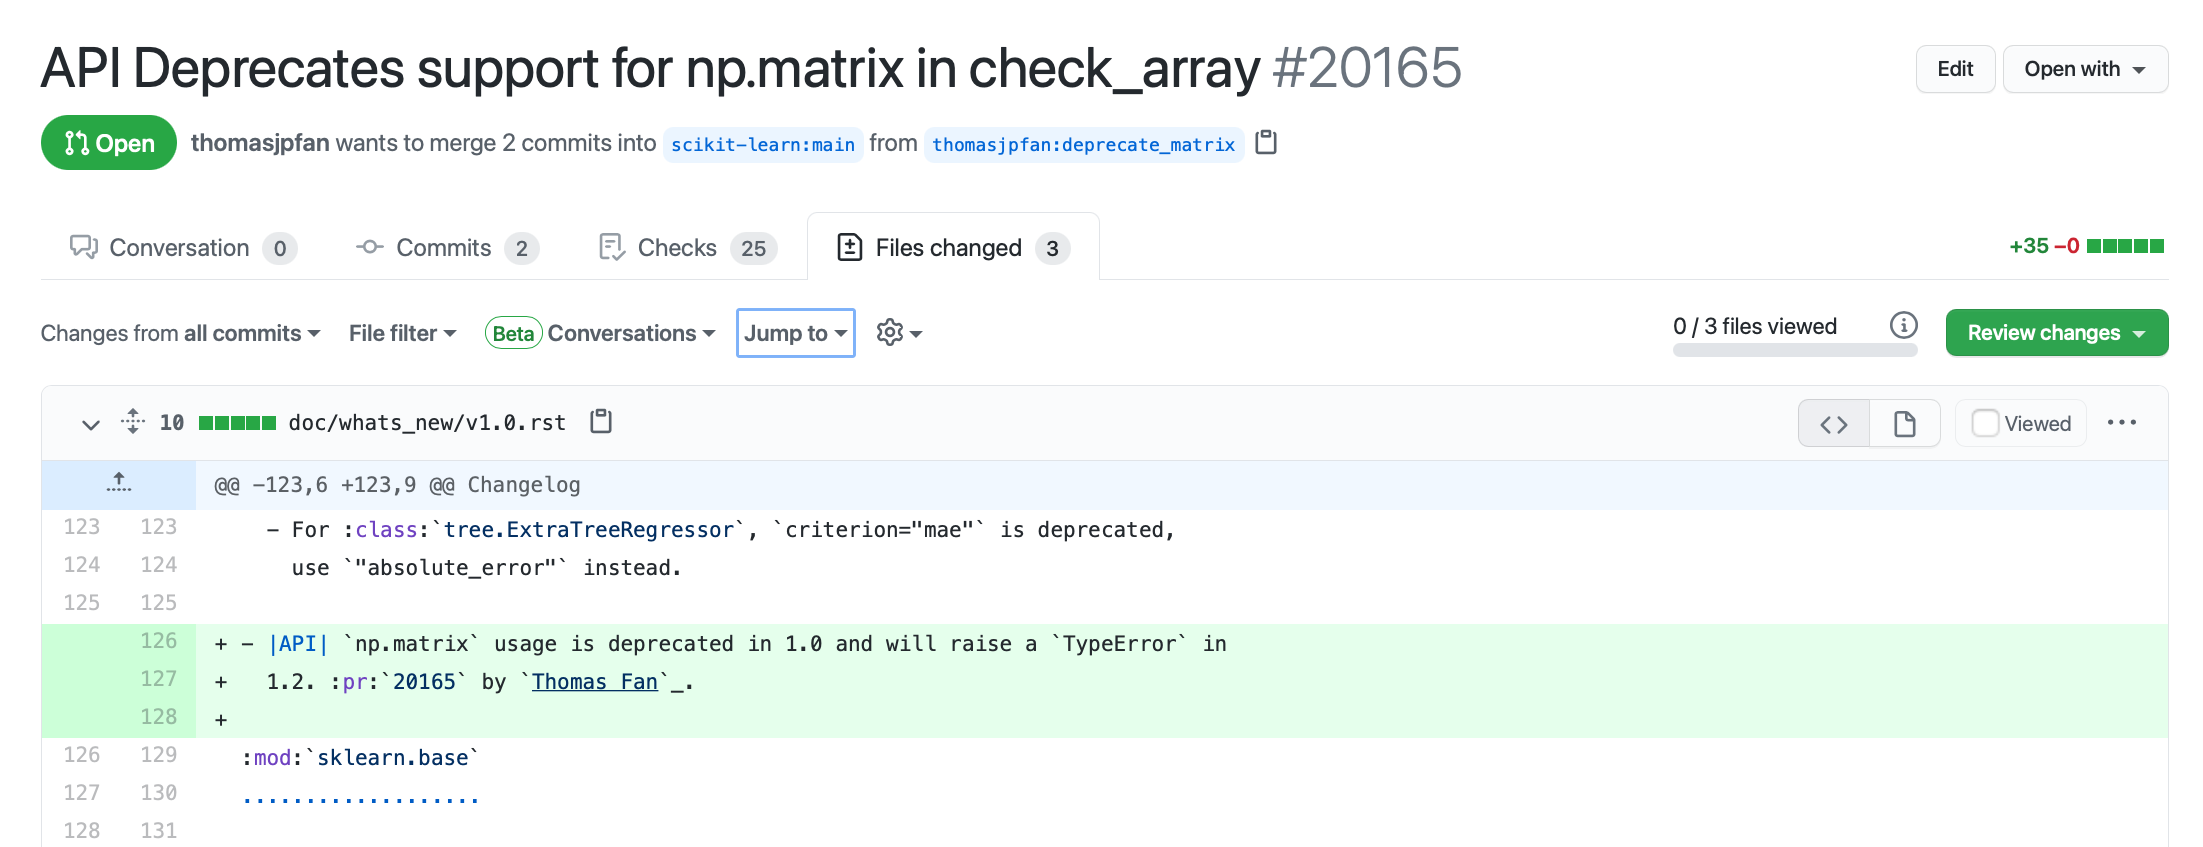 API Deprecates support for np.matrix in check_array #20165
Edit
Open with
Open
thomasjpfan wants to merge 2 commits into scikit-learn:main from thomasjpfan:deprecate_matrix
Conversation 0
Commits 2
Checks 25
Files changed 3
+35 −0
Changes from all commits
File filter
Beta Conversations
Jump to
0 / 3 files viewed
Review changes
10 doc/whats_new/v1.0.rst
Viewed
@@ -123,6 +123,9 @@ Changelog
123 123 - For :class:`tree.ExtraTreeRegressor`, `criterion="mae"` is deprecated,
124 124 use `"absolute_error"` instead.
125 125
126 + - |API| `np.matrix` usage is deprecated in 1.0 and will raise a `TypeError` in
127 + 1.2. :pr:`20165` by `Thomas Fan`_.
128 +
126 129 :mod:`sklearn.base`
127 130 ...................
128 131